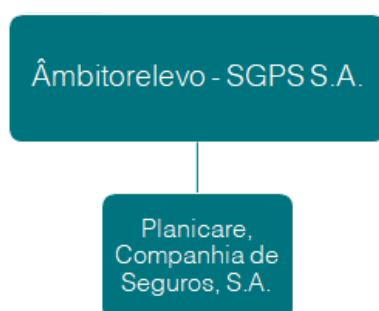 Âmbitorelevo - SGPS S.A.
Planicare,
Companhia de
Seguros, S.A.